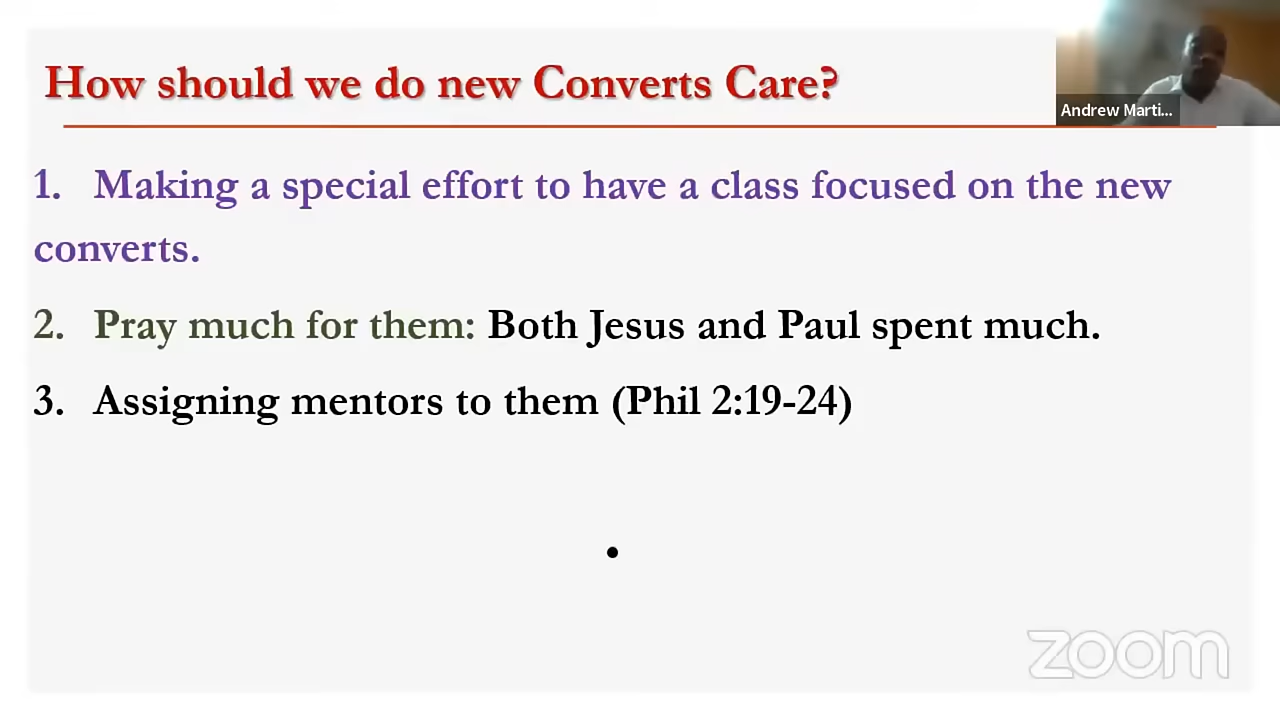 How should we do new Converts Care?
Andrew Marti...
1. Making a special effort to have a class focused on the new
converts.
2. Pray much for them: Both Jesus and Paul spent much.
3. Assigning mentors to them (Phil 2:19-24)
•
zoom